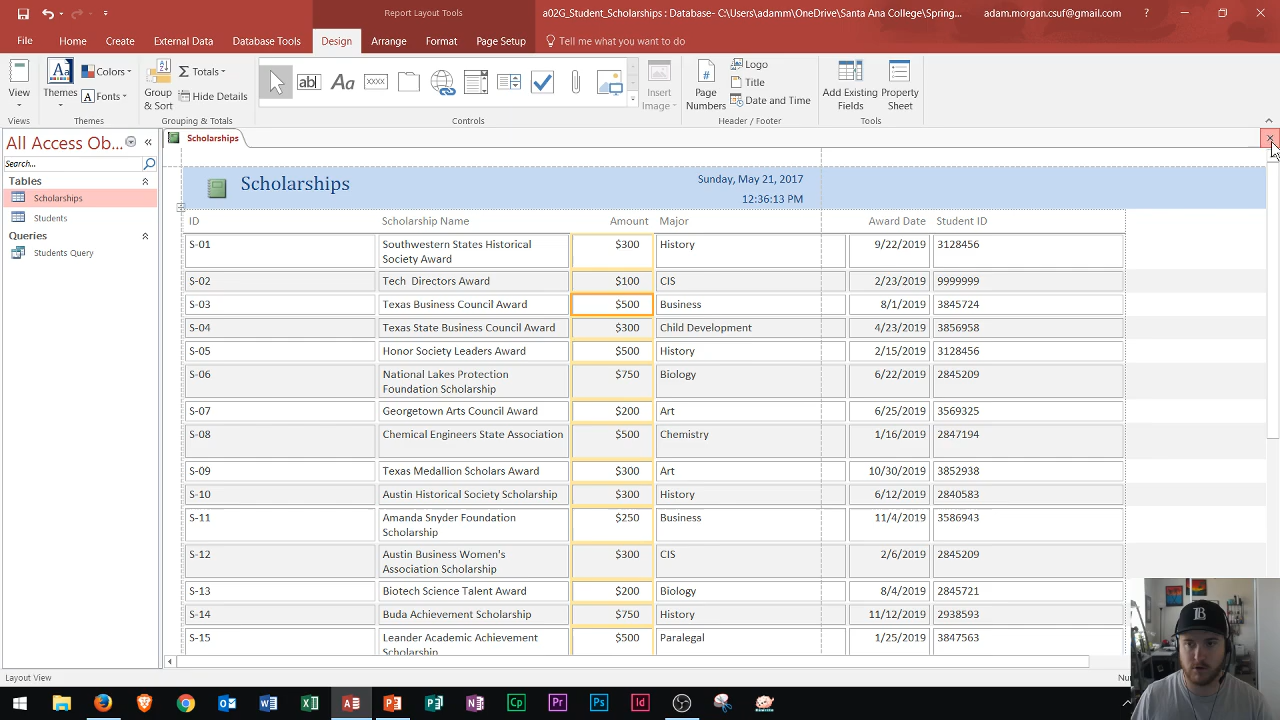 Report Layout Tools
a02G_Student_Scholarships : Database- C:\Users\adamm\OneDrive\Santa Ana College\Spring...
adam.morgan.csuf@gmail.com
?
File Home Create External Data Database Tools Design Arrange Format Page Setup Tell me what you want to do
View
Views
Aa
Themes
Colors
Fonts
Themes
Group & Sort
Totals
Hide Details
Grouping & Totals
ab|
Aa
xxxx
Insert Image
Controls
Page Numbers
Logo
Title
Date and Time
Header / Footer
Add Existing Fields
Property Sheet
Tools
All Access Ob...
Search...
Tables
Scholarships
Students
Queries
Students Query
Scholarships
Scholarships
Sunday, May 21, 2017
12:36:13 PM
ID Scholarship Name Amount Major Award Date Student ID
S-01 Southwestern States Historical Society Award $300 History 9/22/2019 3128456
S-02 Tech Directors Award $100 CIS 2/23/2019 9999999
S-03 Texas Business Council Award $500 Business 8/1/2019 3845724
S-04 Texas State Business Council Award $300 Child Development 4/23/2019 3856958
S-05 Honor Society Leaders Award $500 History 2/15/2019 3128456
S-06 National Lakes Protection Foundation Scholarship $750 Biology 6/22/2019 2845209
S-07 Georgetown Arts Council Award $200 Art 6/25/2019 3569325
S-08 Chemical Engineers State Association $500 Chemistry 1/16/2019 2847194
S-09 Texas Medallion Scholars Award $300 Art 10/30/2019 3852938
S-10 Austin Historical Society Scholarship $300 History 6/12/2019 2840583
S-11 Amanda Snyder Foundation Scholarship $250 Business 11/4/2019 3586943
S-12 Austin Business Women's Association Scholarship $300 CIS 2/6/2019 2845209
S-13 Biotech Science Talent Award $200 Biology 8/4/2019 2845721
S-14 Buda Achievement Scholarship $750 History 11/12/2019 2938593
S-15 Leander Academic Achievement Scholarship $500 Paralegal 1/25/2019 3847563
Layout View